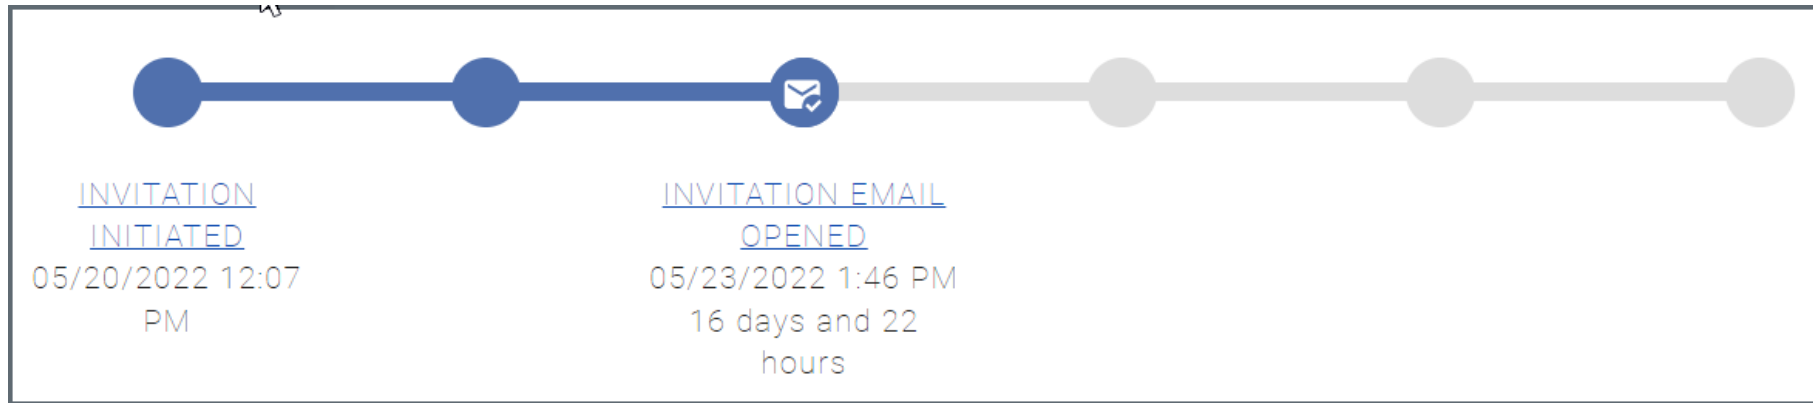 INVITATION
INITIATED
05/20/2022 12:07
PM
INVITATION EMAIL
OPENED
05/23/2022 1:46 PM
16 days and 22
hours